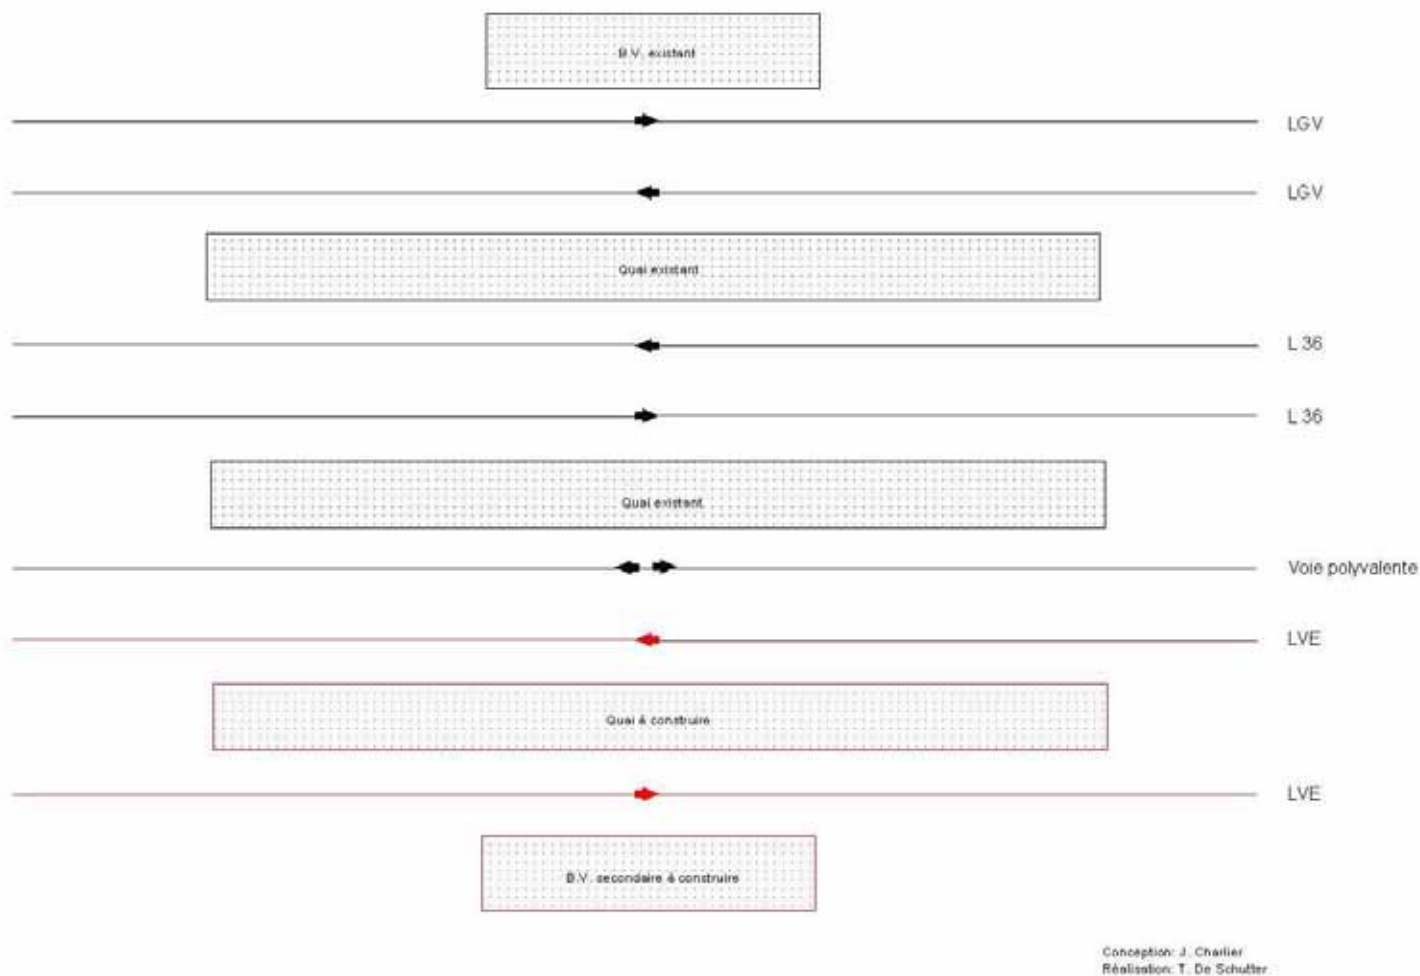 B.V. existant
LGV
LGV
Quai existant
L 36
L 36
Quai existant
Voie polyvalente
LVE
Quai à construire
LVE
B.V. secondaire à construire
Conception: J. Charlier
Réalisation: T. De Schutter